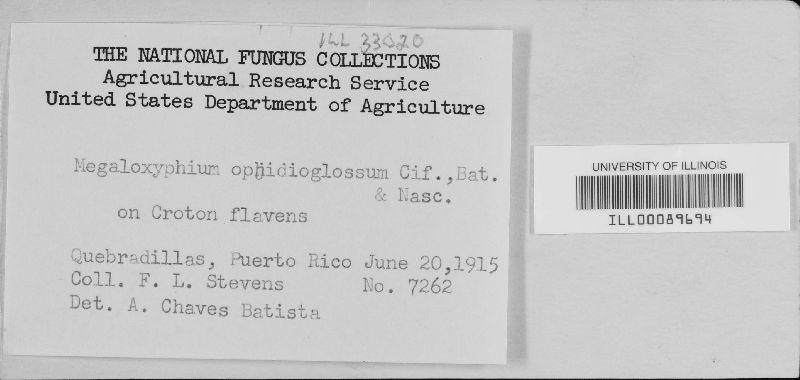 ILL 33020
THE NATIONAL FUNGUS COLLECTIONS
Agricultural Research Service
United States Department of Agriculture
Megaloxyphium ophidioglossum Cif.,Bat.
& Nasc.
on Croton flavens
Quebradillas, Puerto Rico June 20,1915
Coll. F. L. Stevens No. 7262
Det. A. Chaves Batista
UNIVERSITY OF ILLINOIS
ILL00089694